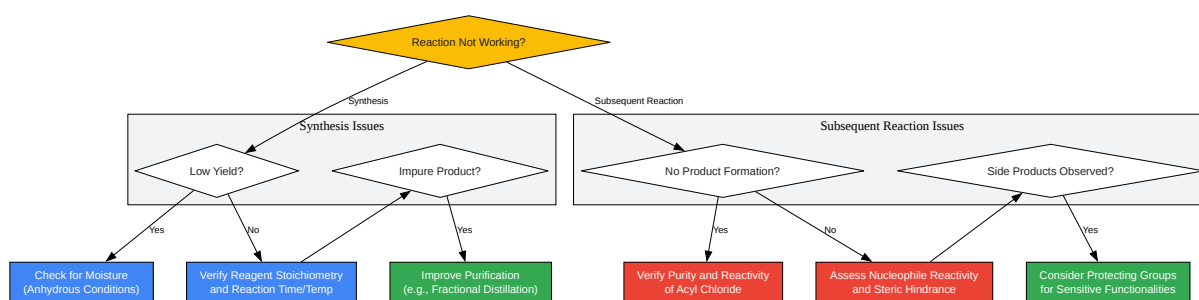 Reaction Not Working?
Synthesis
Subsequent Reaction
Synthesis Issues
Subsequent Reaction Issues
Low Yield?
Impure Product?
No Product Formation?
Side Products Observed?
Yes
No
Yes
Yes
No
Yes
Check for Moisture
(Anhydrous Conditions)
Verify Reagent Stoichiometry
and Reaction Time/Temp
Improve Purification
(e.g., Fractional Distillation)
Verify Purity and Reactivity
of Acyl Chloride
Assess Nucleophile Reactivity
and Steric Hindrance
Consider Protecting Groups
for Sensitive Functionalities